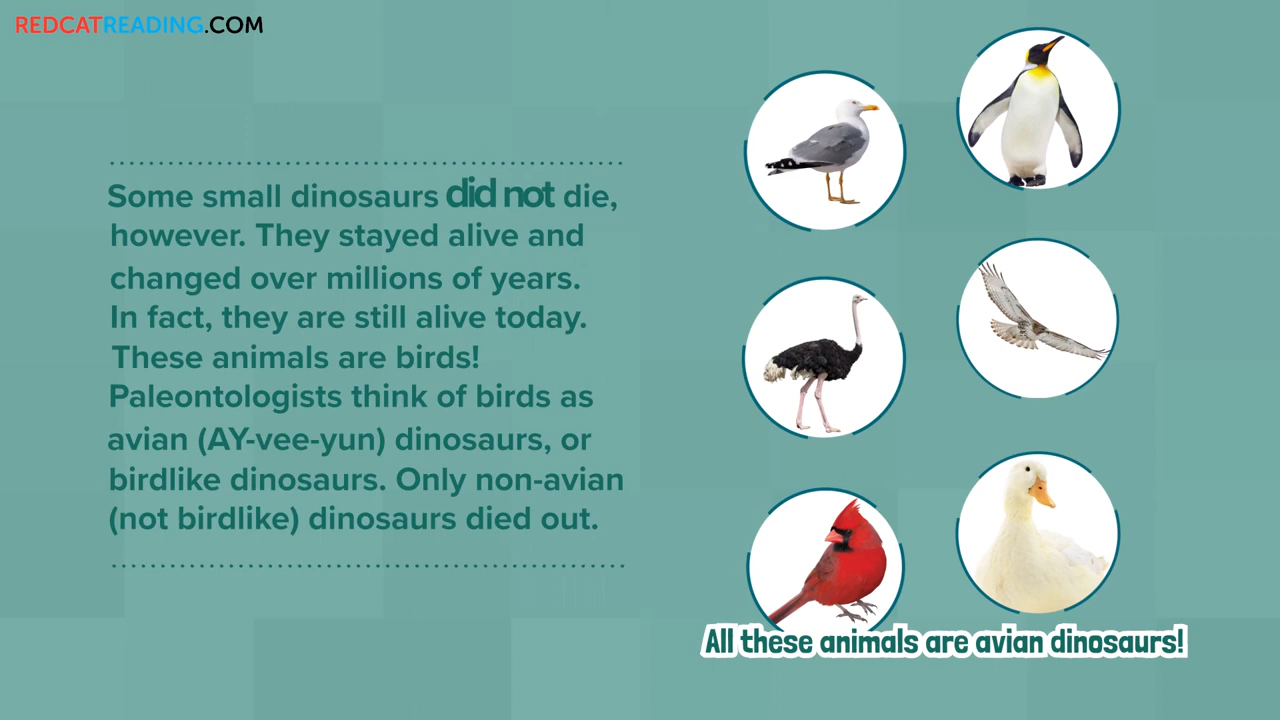 REDCATREADING.COM
Some small dinosaurs did not die,
however. They stayed alive and
changed over millions of years.
In fact, they are still alive today.
These animals are birds!
Paleontologists think of birds as
avian (AY-vee-yun) dinosaurs, or
birdlike dinosaurs. Only non-avian
(not birdlike) dinosaurs died out.
All these animals are avian dinosaurs!